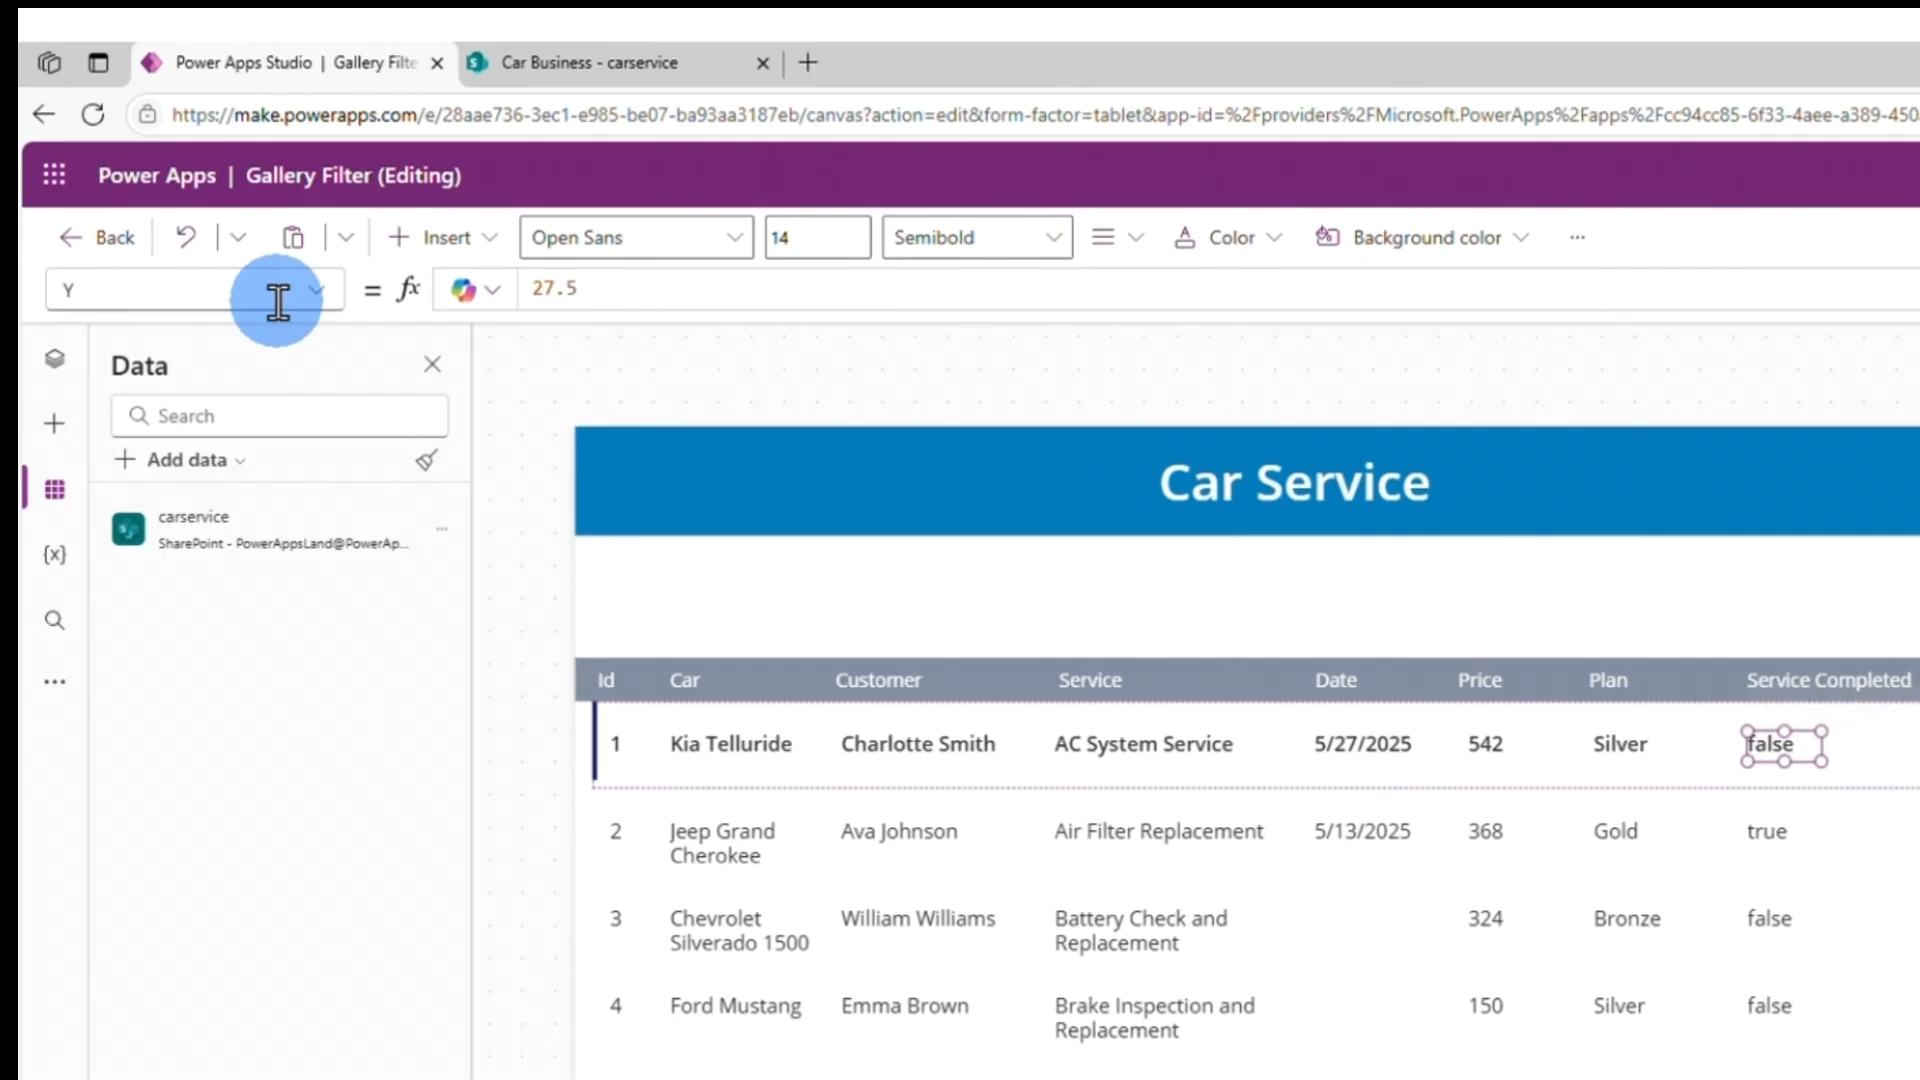 Power Apps Studio | Gallery Filte
Car Business - carservice
https://make.powerapps.com/e/28aae736-3ec1-e985-be07-ba93aa3187eb/canvas?action=edit&form-factor=tablet&app-id=%2Fproviders%2FMicrosoft.PowerApps%2Fapps%2Fcc94cc85-6f33-4aee-a389-450
Power Apps | Gallery Filter (Editing)
Back Insert Open Sans 14 Semibold Color Background color ...
Y = fx 27.5
Data
Search
Add data
carservice
SharePoint - PowerAppsLand@PowerAp...
Car Service
Id Car Customer Service Date Price Plan Service Completed
1 Kia Telluride Charlotte Smith AC System Service 5/27/2025 542 Silver false
2 Jeep Grand Ava Johnson Air Filter Replacement 5/13/2025 368 Gold true
Cherokee
3 Chevrolet William Williams Battery Check and 324 Bronze false
Silverado 1500 Replacement
4 Ford Mustang Emma Brown Brake Inspection and 150 Silver false
Replacement